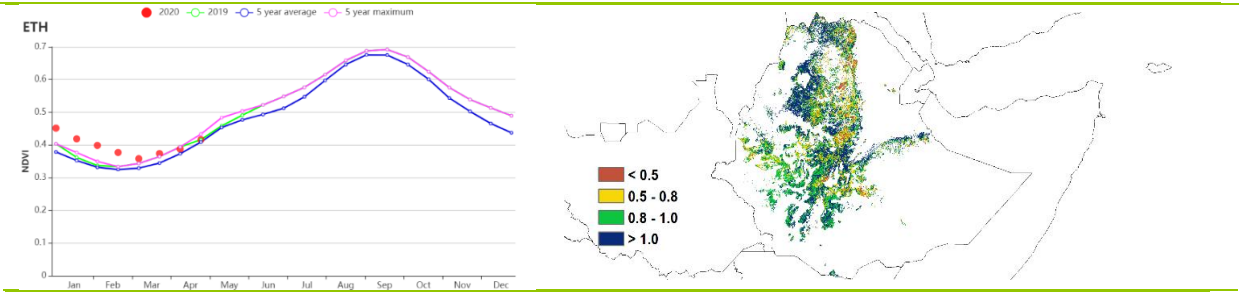 2020 2019 5 year average 5 year maximum
ETH
0.7
0.6
0.5
0.4
0.3
0.2
0.1
0
NDVI
Jan Feb Mar Apr May Jun Jul Aug Sep Oct Nov Dec
< 0.5
0.5 - 0.8
0.8 - 1.0
> 1.0